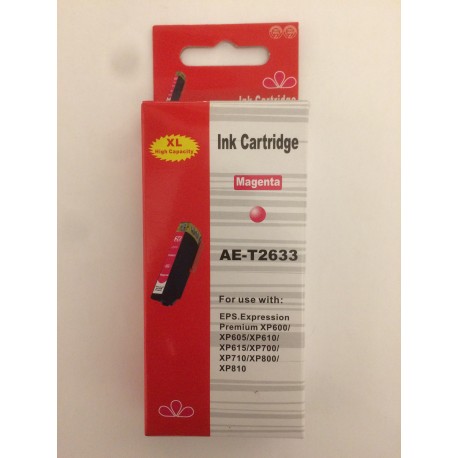 Ink Cartridge
XL
High Capacity
Ink Cartridge
Magenta
AE-T2633
For use with:
EPS.Expression
Premium XP600/
XP605/XP610/
XP615/XP700/
XP710/XP800/
XP810